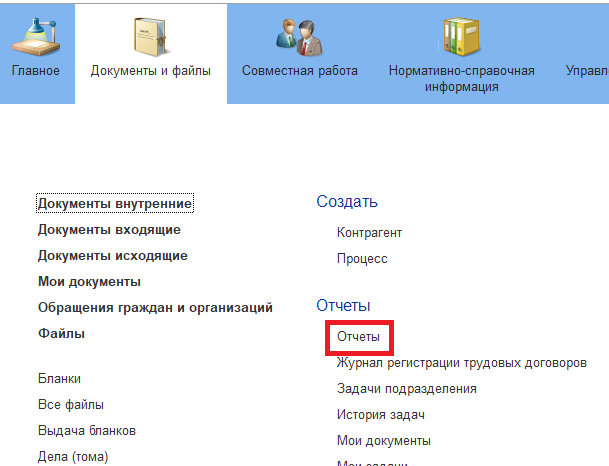 Главное
Документы и файлы
Совместная работа
Нормативно-справочная
информация
Управл
Документы внутренние
Документы входящие
Документы исходящие
Мои документы
Обращения граждан и организаций
Файлы
Бланки
Все файлы
Выдача бланков
Дела (тома)
Создать
Контрагент
Процесс
Отчеты
Отчеты
Журнал регистрации трудовых договоров
Задачи подразделения
История задач
Мои документы
Мои задачи